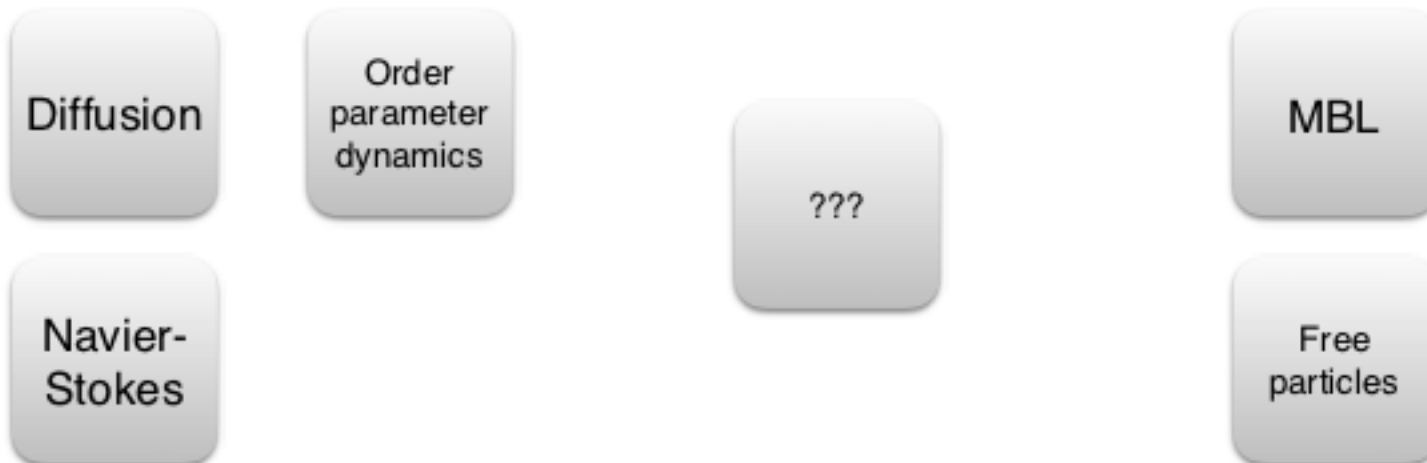 Diffusion
Order
parameter
dynamics
???
MBL
Navier-
Stokes
Free
particles